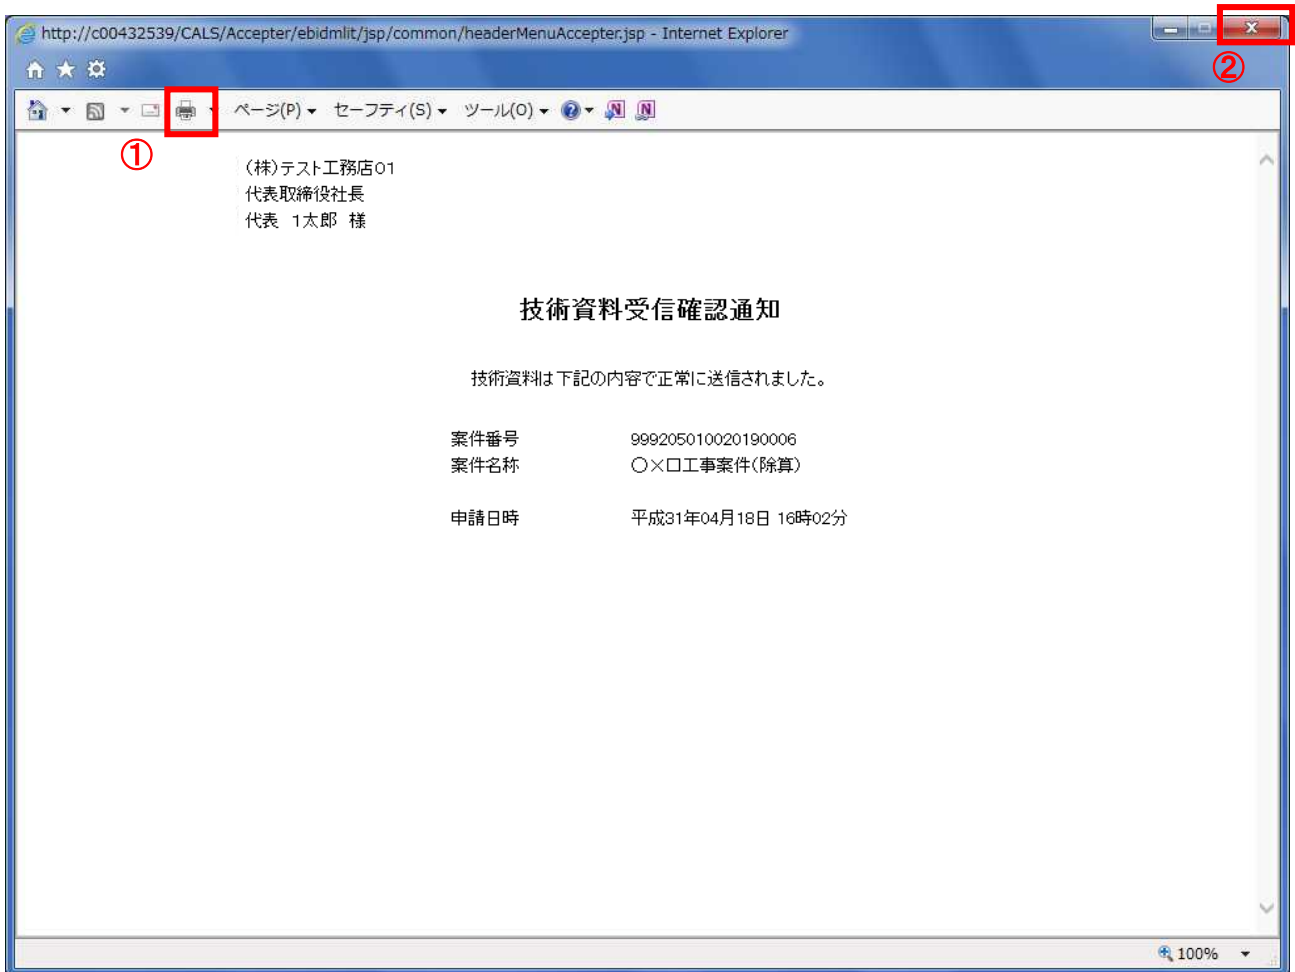 http://c00432539/CALS/Accepter/ebidmlit/jsp/common/headerMenuAccepter.jsp - Internet Explorer
②
ページ(P) セーフティ(S) ツール(O)
①
(株)テスト工務店01
代表取締役社長
代表 1太郎 様
技術資料受信確認通知
技術資料は下記の内容で正常に送信されました。
案件番号 999205010020190006
案件名称 〇×口工事案件(除算)
申請日時 平成31年04月18日 16時02分
100%